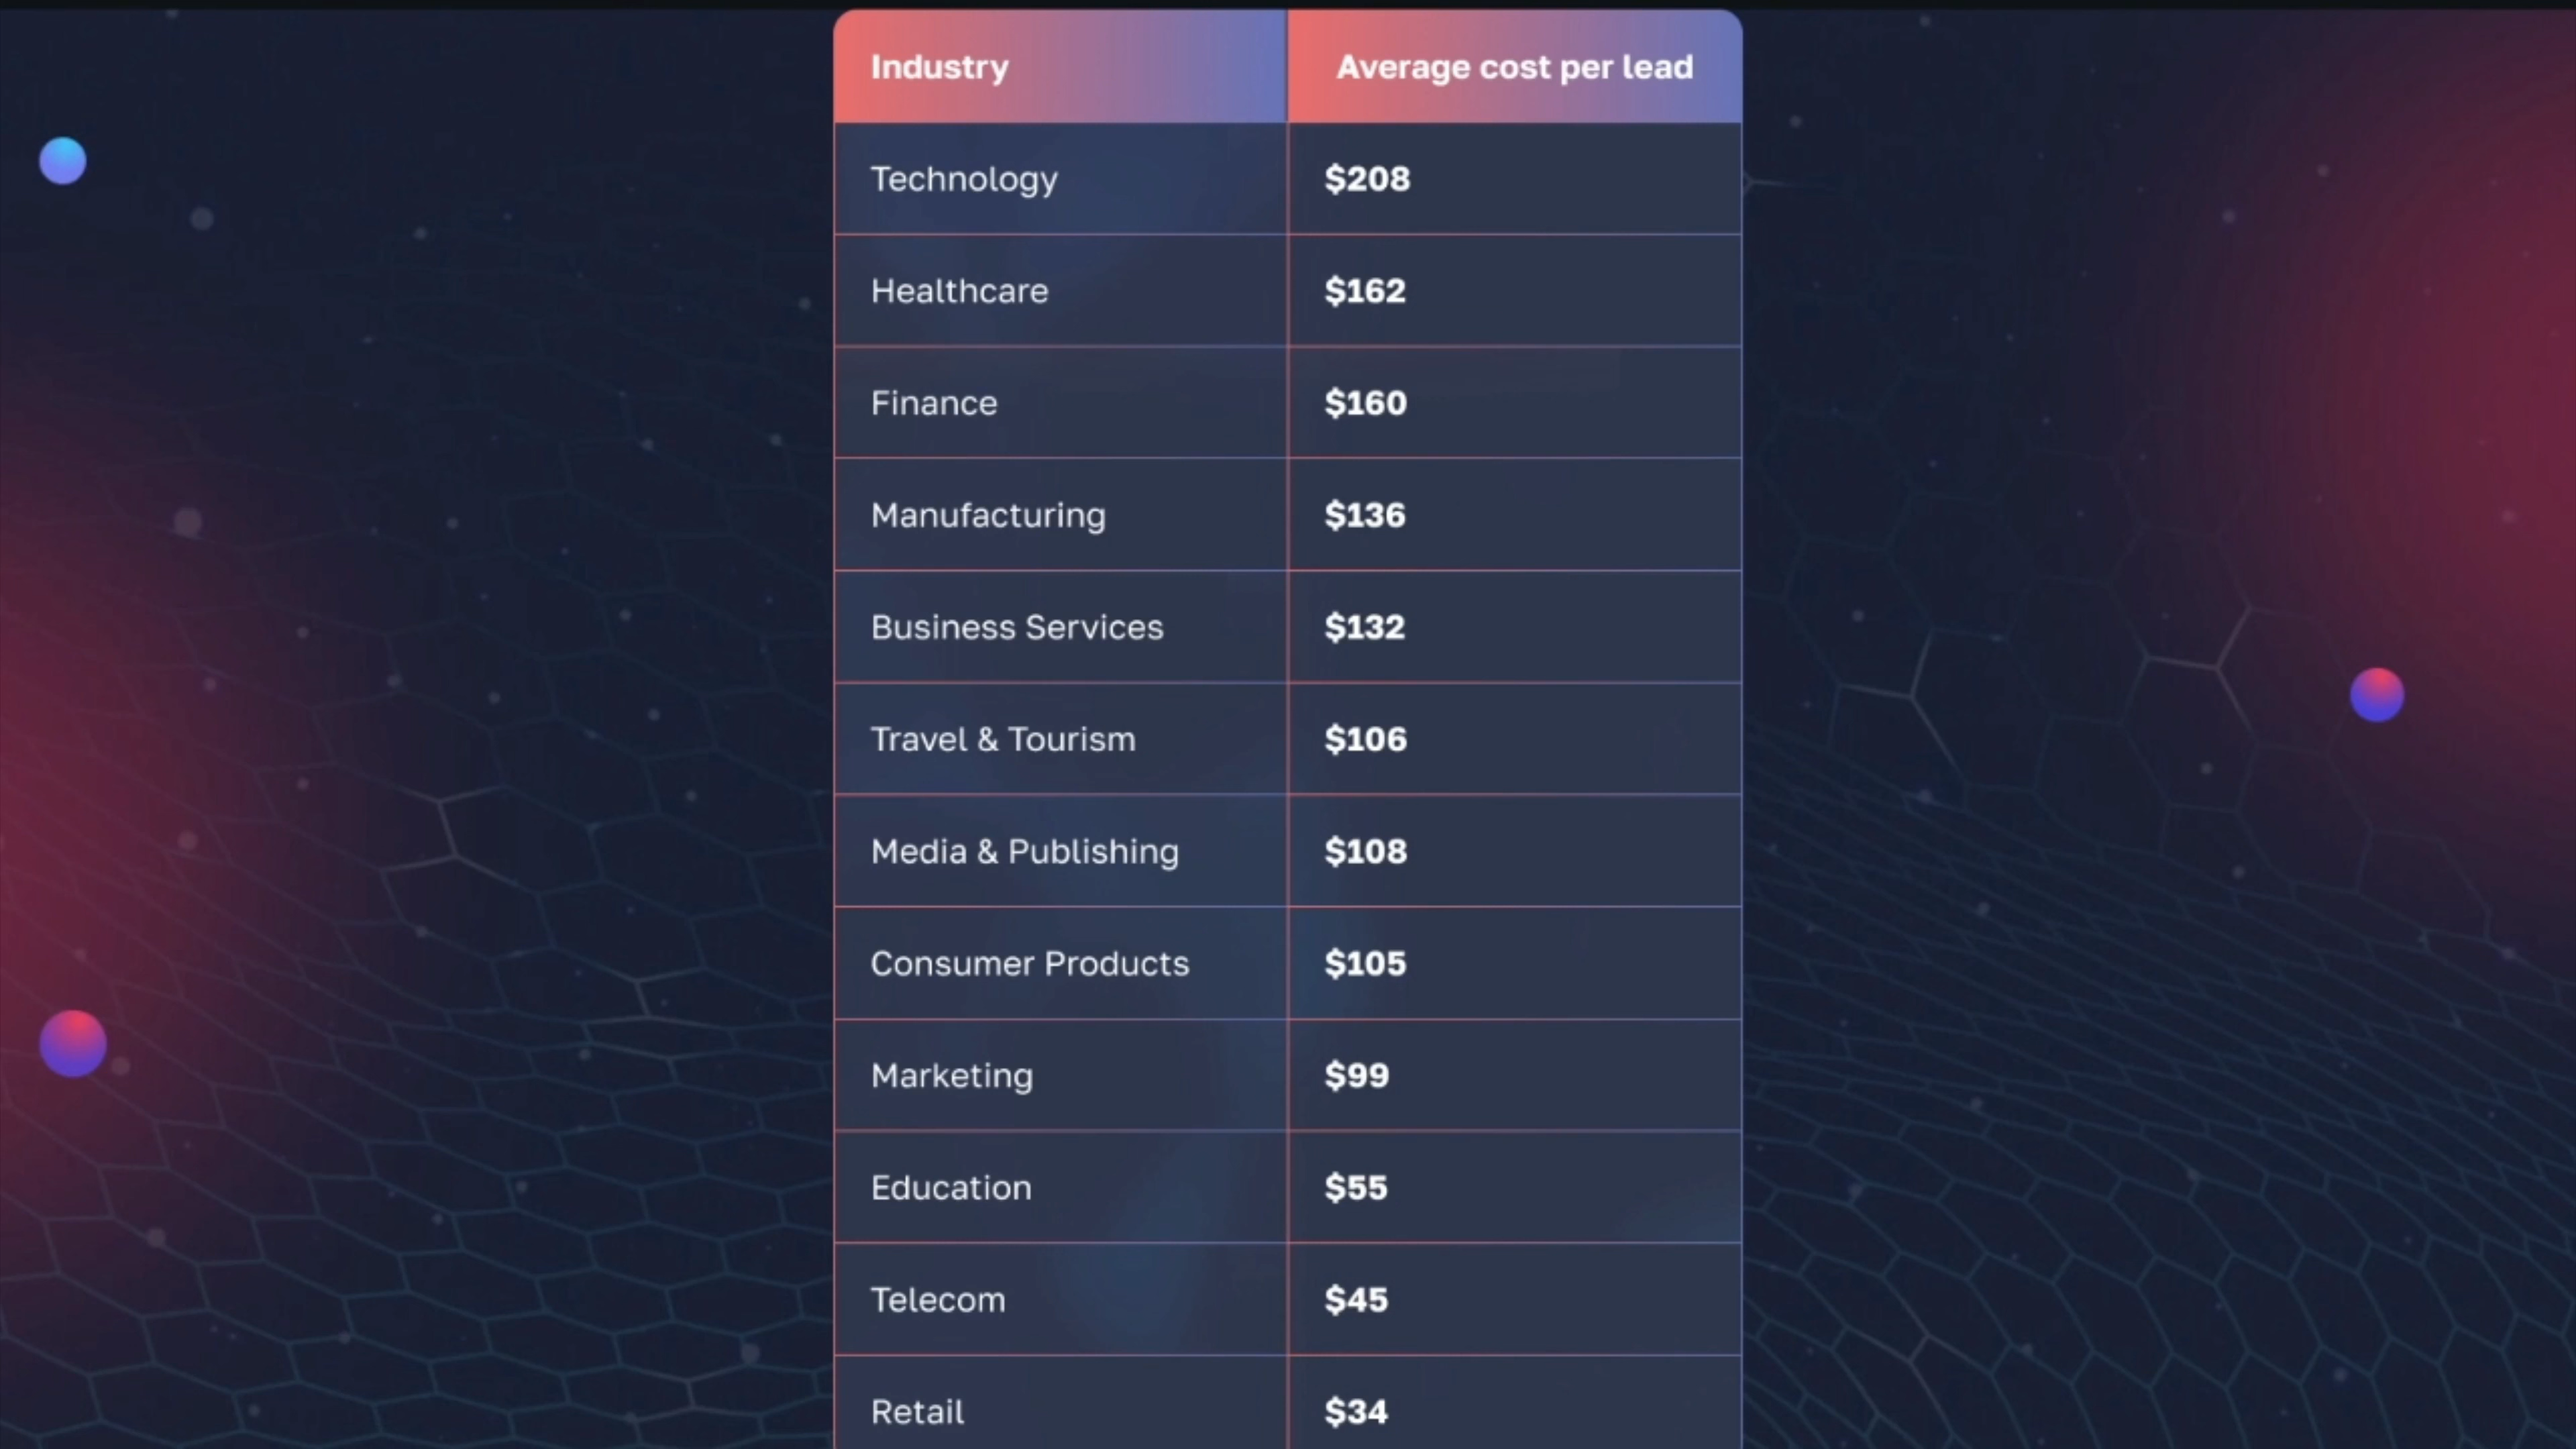 Industry Average cost per lead
Technology $208
Healthcare $162
Finance $160
Manufacturing $136
Business Services $132
Travel & Tourism $106
Media & Publishing $108
Consumer Products $105
Marketing $99
Education $55
Telecom $45
Retail $34